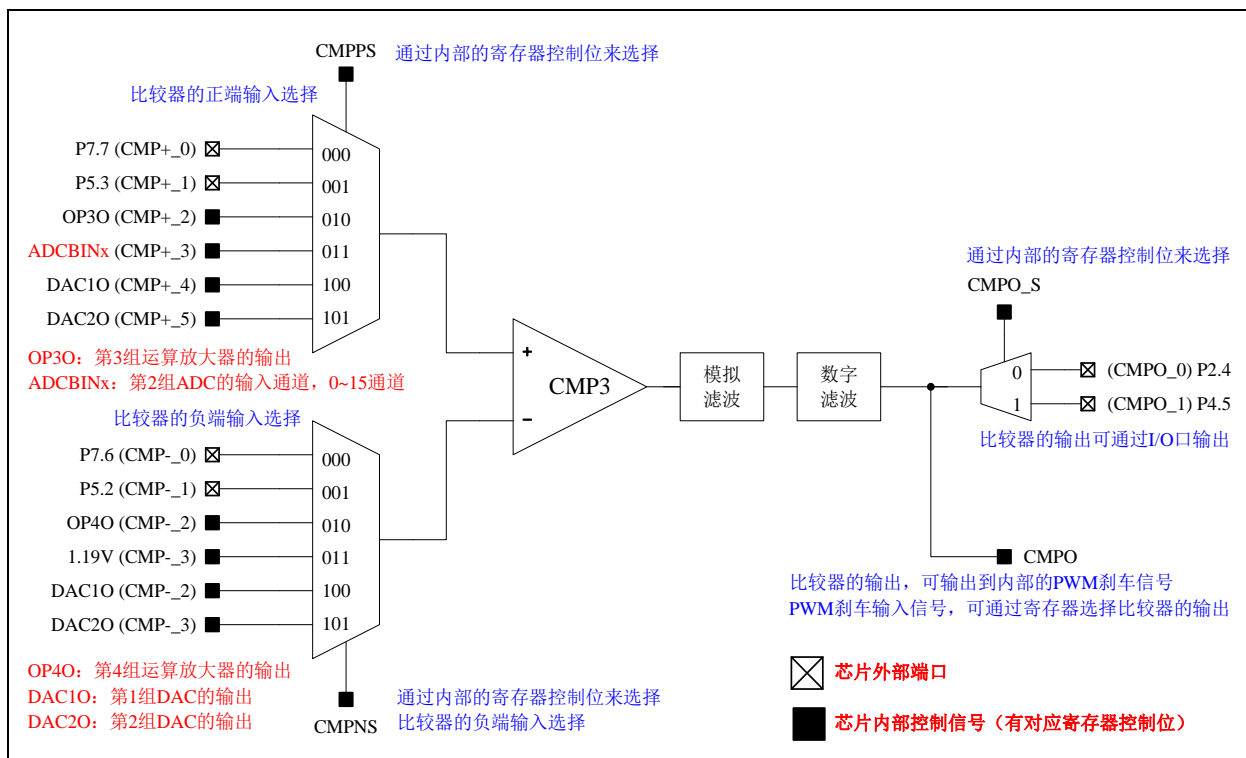 CMPPS
通过内部的寄存器控制位来选择
比较器的正端输入选择
P7.7 (CMP+_0)
000
P5.3 (CMP+_1)
001
OP3O (CMP+_2)
010
ADCBINx (CMP+_3)
011
DAC1O (CMP+_4)
100
DAC2O (CMP+_5)
101
OP3O：第3组运算放大器的输出
ADCBINx：第2组ADC的输入通道，0~15通道
比较器的负端输入选择
P7.6 (CMP-_0)
000
P5.2 (CMP-_1)
001
OP4O (CMP-_2)
010
1.19V (CMP-_3)
011
DAC1O (CMP-_2)
100
DAC2O (CMP-_3)
101
OP4O：第4组运算放大器的输出
DAC1O：第1组DAC的输出
DAC2O：第2组DAC的输出
CMPNS
通过内部的寄存器控制位来选择
比较器的负端输入选择
+
CMP3
−
模拟
滤波
数字
滤波
通过内部的寄存器控制位来选择
CMPO_S
0
(CMPO_0) P2.4
1
(CMPO_1) P4.5
比较器的输出可通过I/O口输出
CMPO
比较器的输出，可输出到内部的PWM刹车信号
PWM刹车输入信号，可通过寄存器选择比较器的输出
芯片外部端口
芯片内部控制信号（有对应寄存器控制位）